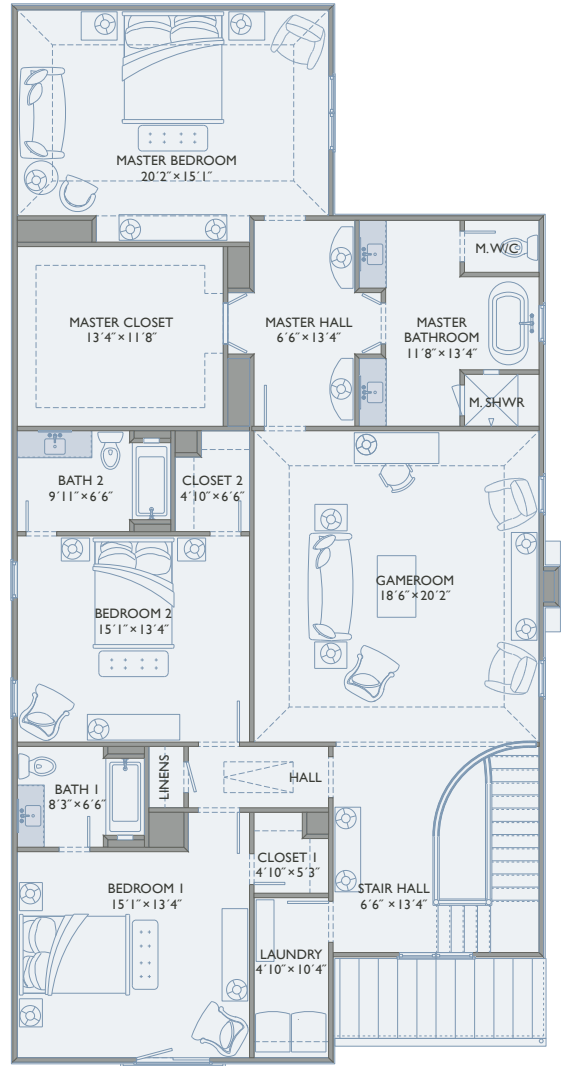 MASTER BEDROOM
20´2˝×15´1˝
M.W/C
MASTER CLOSET
13´4˝×11´8˝
MASTER HALL
6´6˝×13´4˝
MASTER
BATHROOM
11´8˝×13´4˝
M.SHWR
BATH 2
9´11˝×6´6˝
CLOSET 2
4´10˝×6´6˝
GAMEROOM
18´6˝×20´2˝
BEDROOM 2
15´1˝×13´4˝
LINENS
HALL
BATH 1
8´3˝×6´6˝
CLOSET 1
4´10˝×5´3˝
BEDROOM 1
15´1˝×13´4˝
STAIR HALL
6´6˝×13´4˝
LAUNDRY
4´10˝×10´4˝